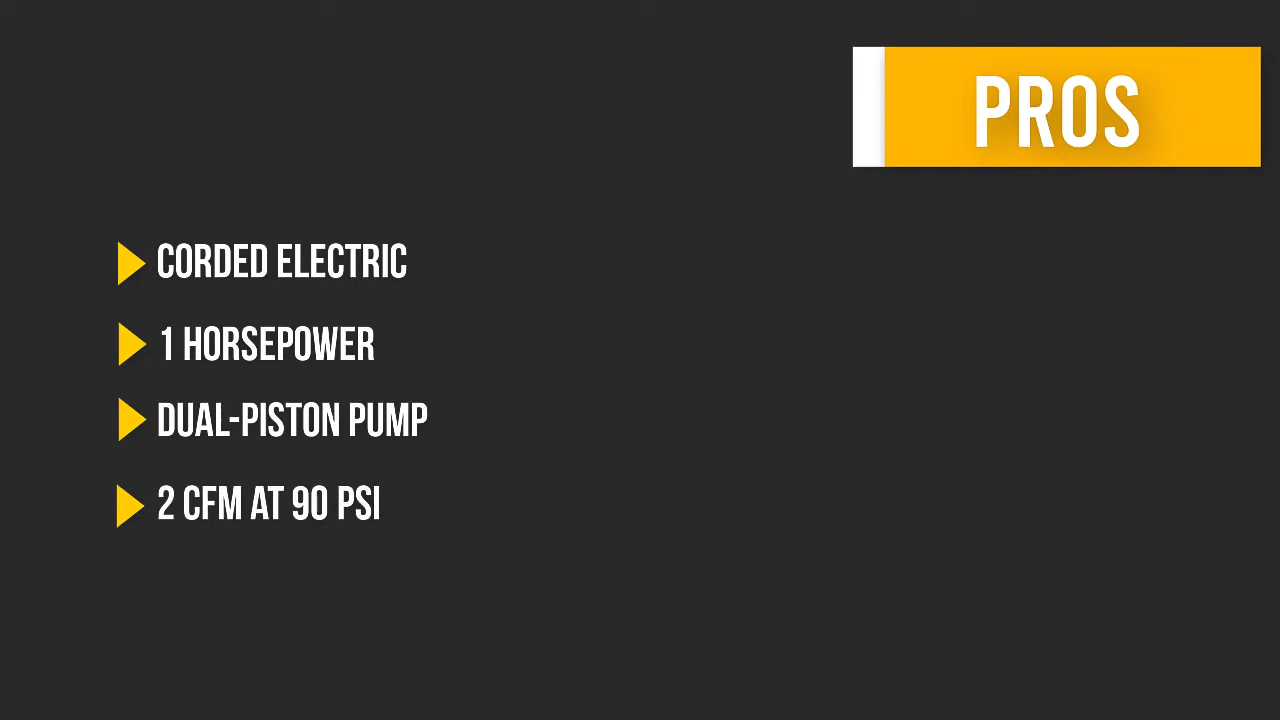 PROS
CORDED ELECTRIC
1 HORSEPOWER
DUAL-PISTON PUMP
2 CFM AT 90 PSI